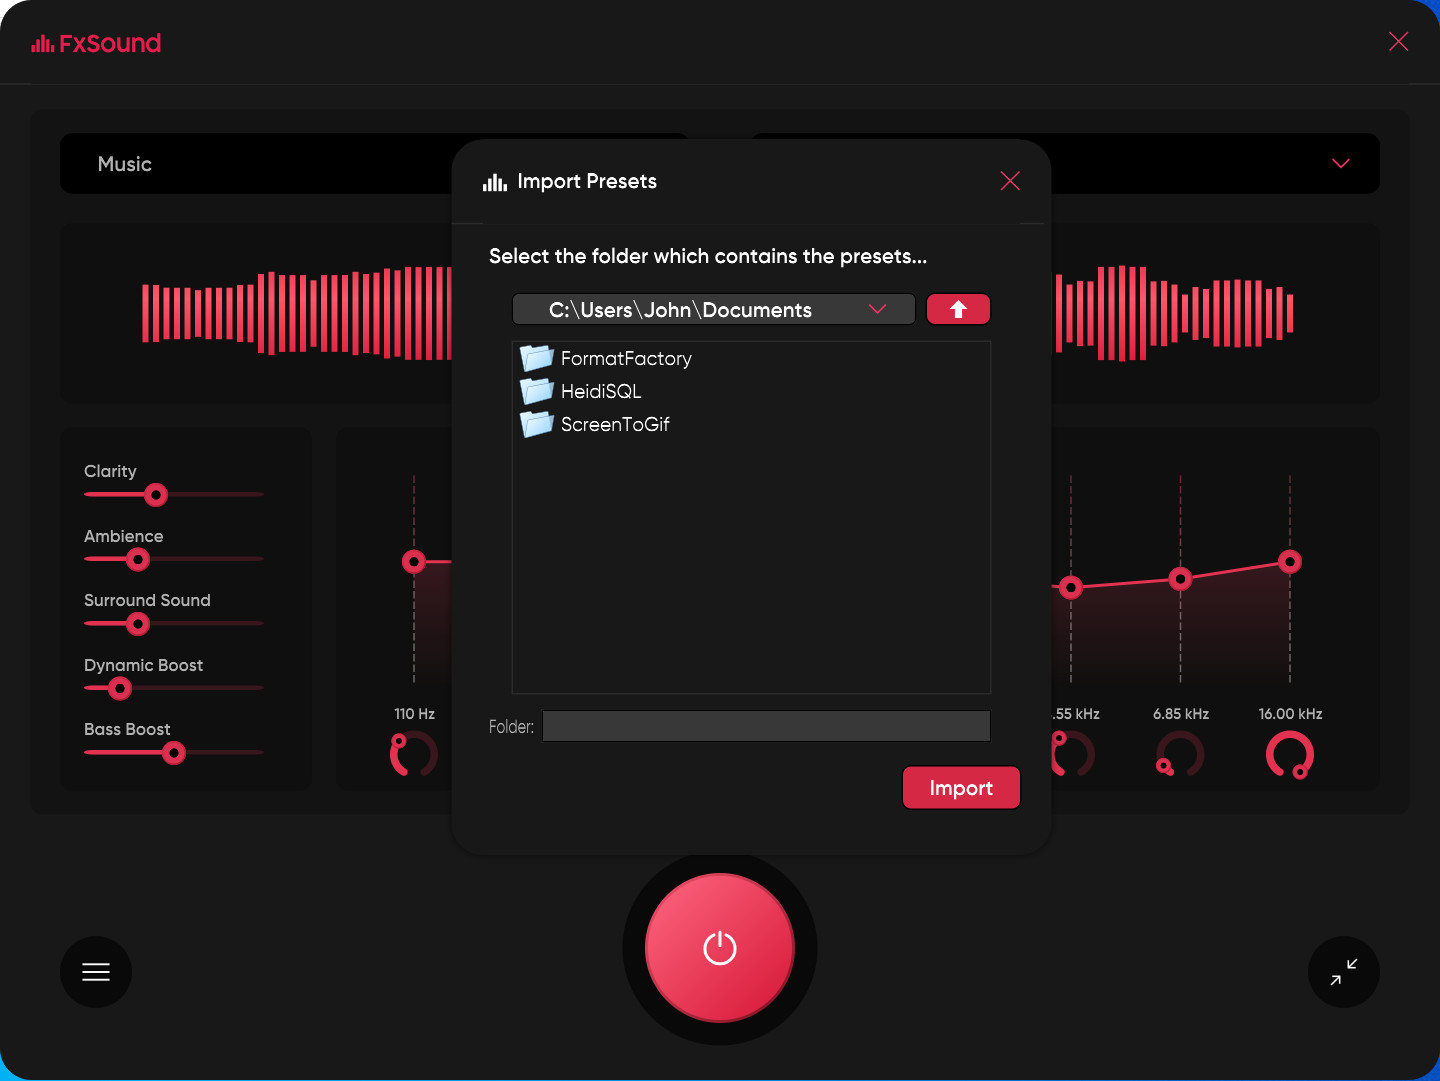 FxSound
Music
Import Presets
Select the folder which contains the presets...
C:\Users\John\Documents
FormatFactory
HeidiSQL
ScreenToGif
Folder:
Import
Clarity
Ambience
Surround Sound
Dynamic Boost
Bass Boost
110 Hz
.55 kHz
6.85 kHz
16.00 kHz